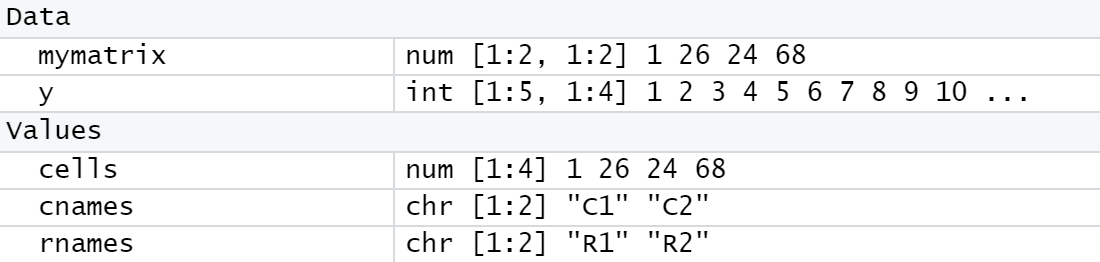 Data
mymatrix num [1:2, 1:2] 1 26 24 68
y int [1:5, 1:4] 1 2 3 4 5 6 7 8 9 10 ...
Values
cells num [1:4] 1 26 24 68
cnames chr [1:2] "C1" "C2"
rnames chr [1:2] "R1" "R2"